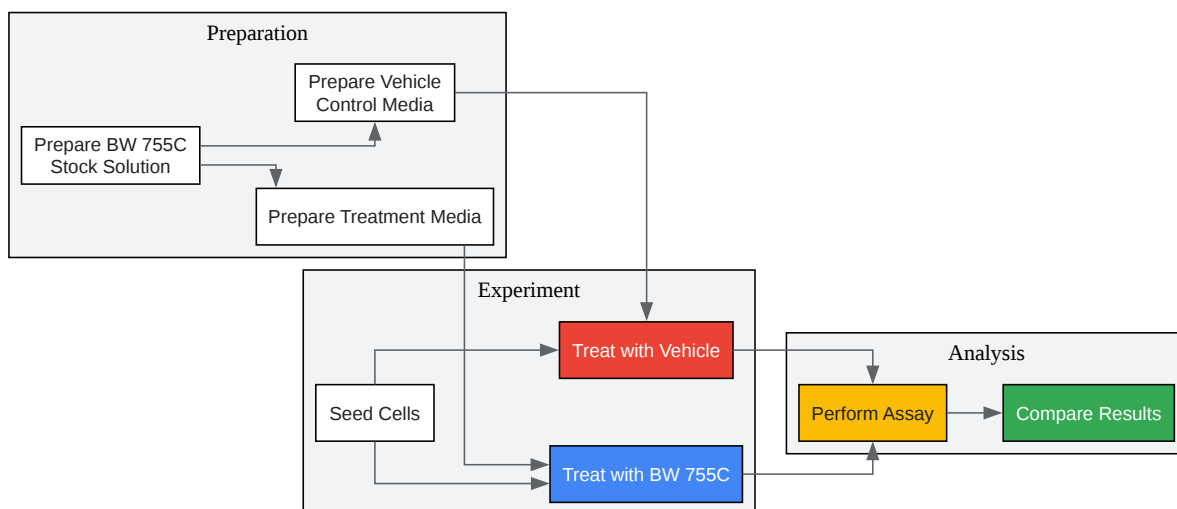 Preparation
Prepare Vehicle
Control Media
Prepare BW 755C
Stock Solution
Prepare Treatment Media
Experiment
Treat with Vehicle
Seed Cells
Treat with BW 755C
Analysis
Perform Assay
Compare Results